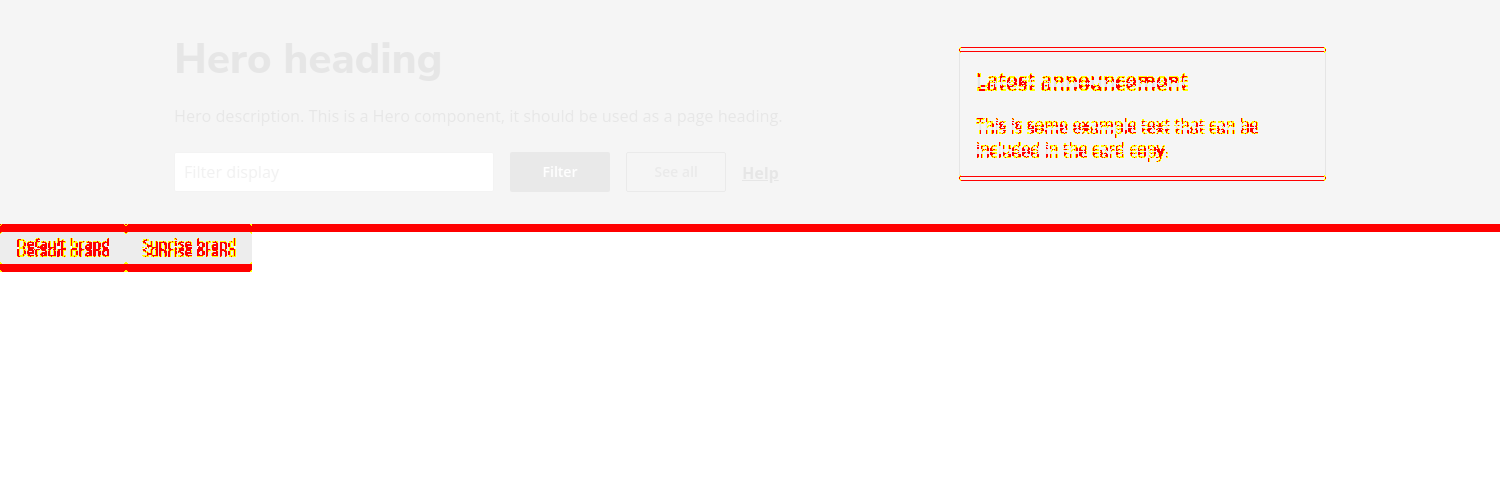 Hero heading
Hero description. This is a Hero component, it should be used as a page heading.
Filter display
Filter
See all
Help
Latest announcement
This is some example text that can be
included in the card copy.
Default brand
Sunrise brand